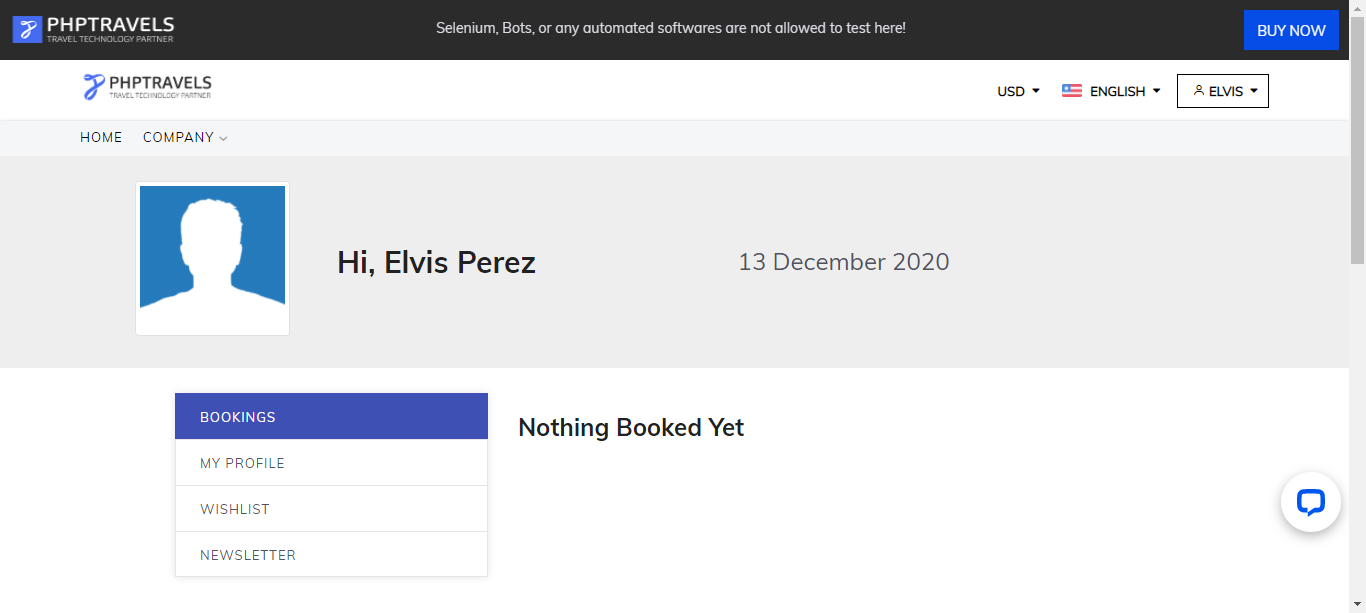 PHPTRAVELS
TRAVEL TECHNOLOGY PARTNER
Selenium, Bots, or any automated softwares are not allowed to test here!
BUY NOW
PHPTRAVELS
TRAVEL TECHNOLOGY PARTNER
USD
ENGLISH
ELVIS
HOME
COMPANY
Hi, Elvis Perez
13 December 2020
BOOKINGS
Nothing Booked Yet
MY PROFILE
WISHLIST
NEWSLETTER